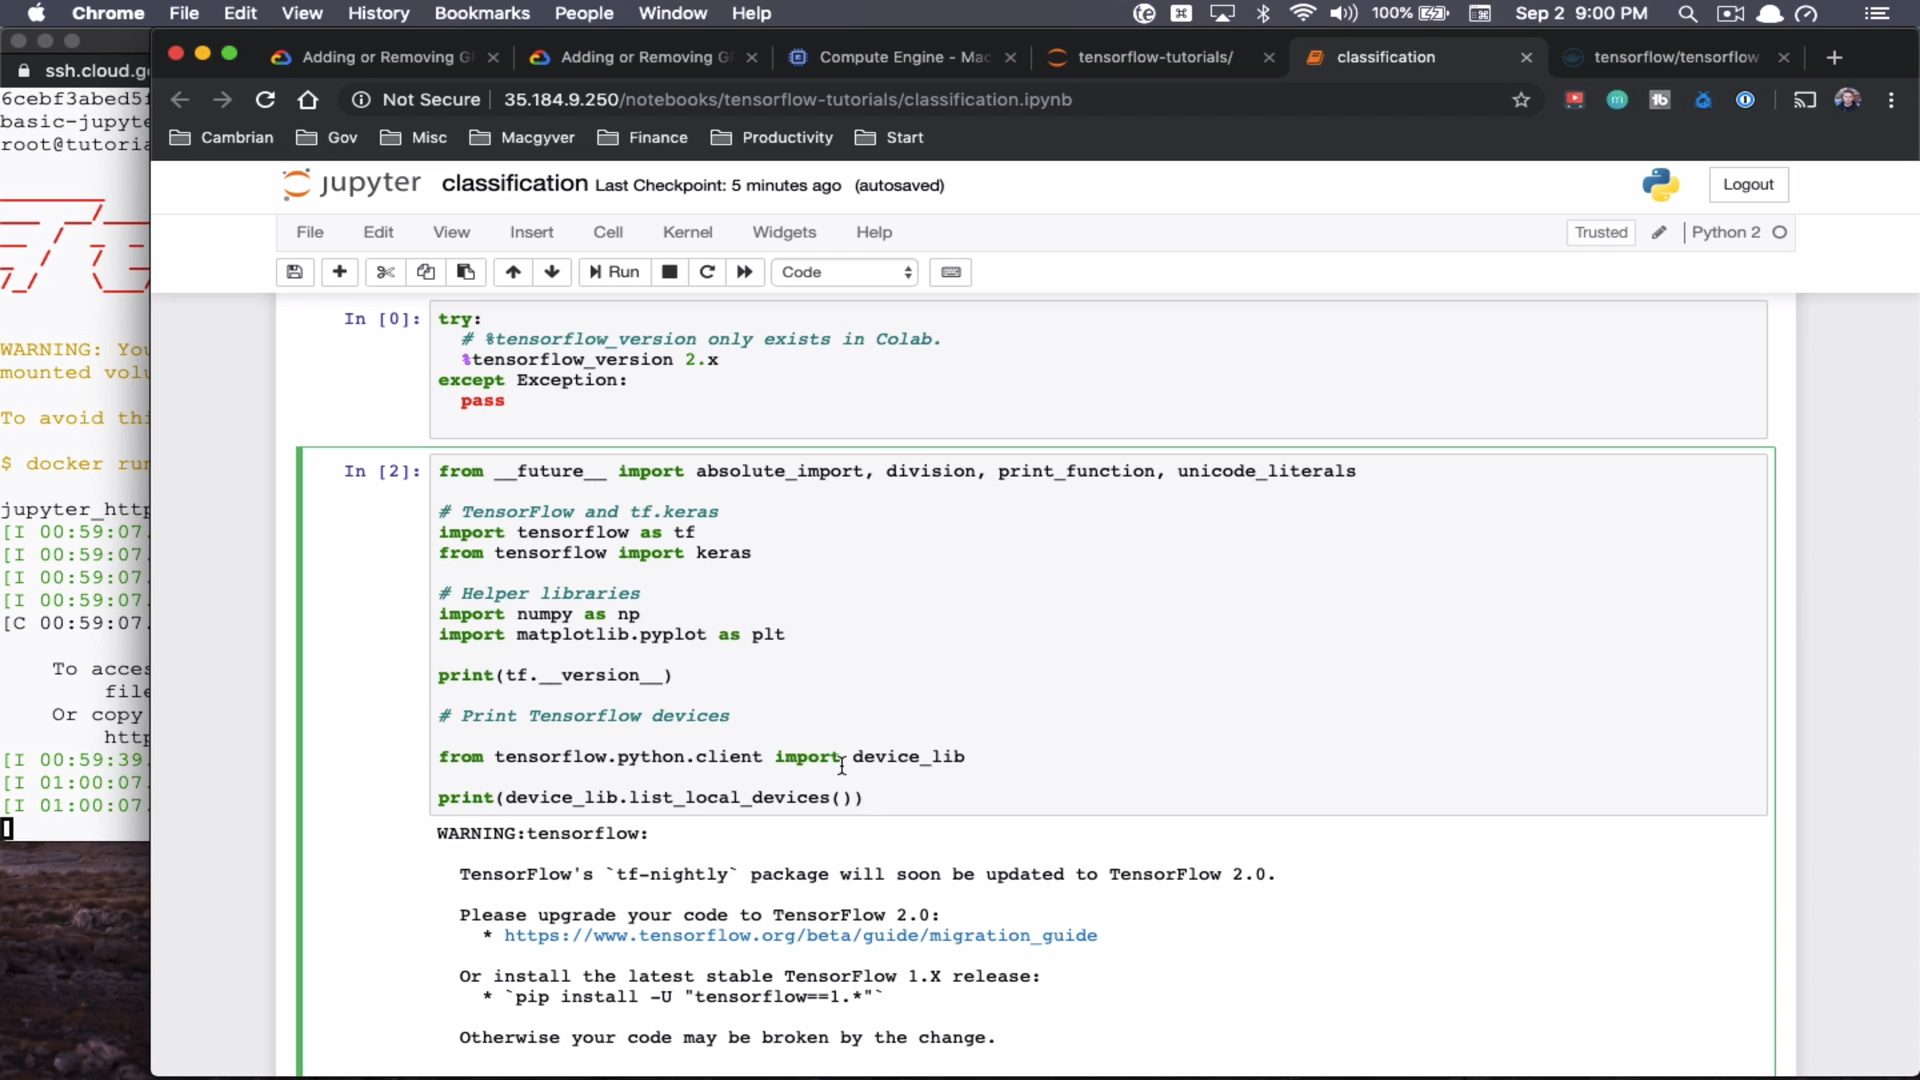 Chrome File Edit View History Bookmarks People Window Help 100% Sep 2 9:00 PM
ssh.cloud.g
6cebf3abed5f
basic-jupyte
root@tutoria
WARNING: You
mounted volu
To avoid thi
$ docker run
jupyter_http
[I 00:59:07.
[I 00:59:07.
[I 00:59:07.
[I 00:59:07.
[C 00:59:07.
To acces
file
Or copy
http
[I 00:59:39.
[I 01:00:07.
[I 01:00:07.
Adding or Removing GP
Adding or Removing GP
Compute Engine - Mac
tensorflow-tutorials/
classification
tensorflow/tensorflow
Not Secure 35.184.9.250/notebooks/tensorflow-tutorials/classification.ipynb
Cambrian Gov Misc Macgyver Finance Productivity Start
jupyter classification Last Checkpoint: 5 minutes ago (autosaved) Logout
File Edit View Insert Cell Kernel Widgets Help Trusted Python 2
Run Code
In [0]: try:
# %tensorflow_version only exists in Colab.
%tensorflow_version 2.x
except Exception:
pass
In [2]: from __future__ import absolute_import, division, print_function, unicode_literals
# TensorFlow and tf.keras
import tensorflow as tf
from tensorflow import keras
# Helper libraries
import numpy as np
import matplotlib.pyplot as plt
print(tf.__version__)
# Print Tensorflow devices
from tensorflow.python.client import device_lib
print(device_lib.list_local_devices())
WARNING:tensorflow:
TensorFlow's `tf-nightly` package will soon be updated to TensorFlow 2.0.
Please upgrade your code to TensorFlow 2.0:
* https://www.tensorflow.org/beta/guide/migration_guide
Or install the latest stable TensorFlow 1.X release:
* `pip install -U "tensorflow==1.*"`
Otherwise your code may be broken by the change.